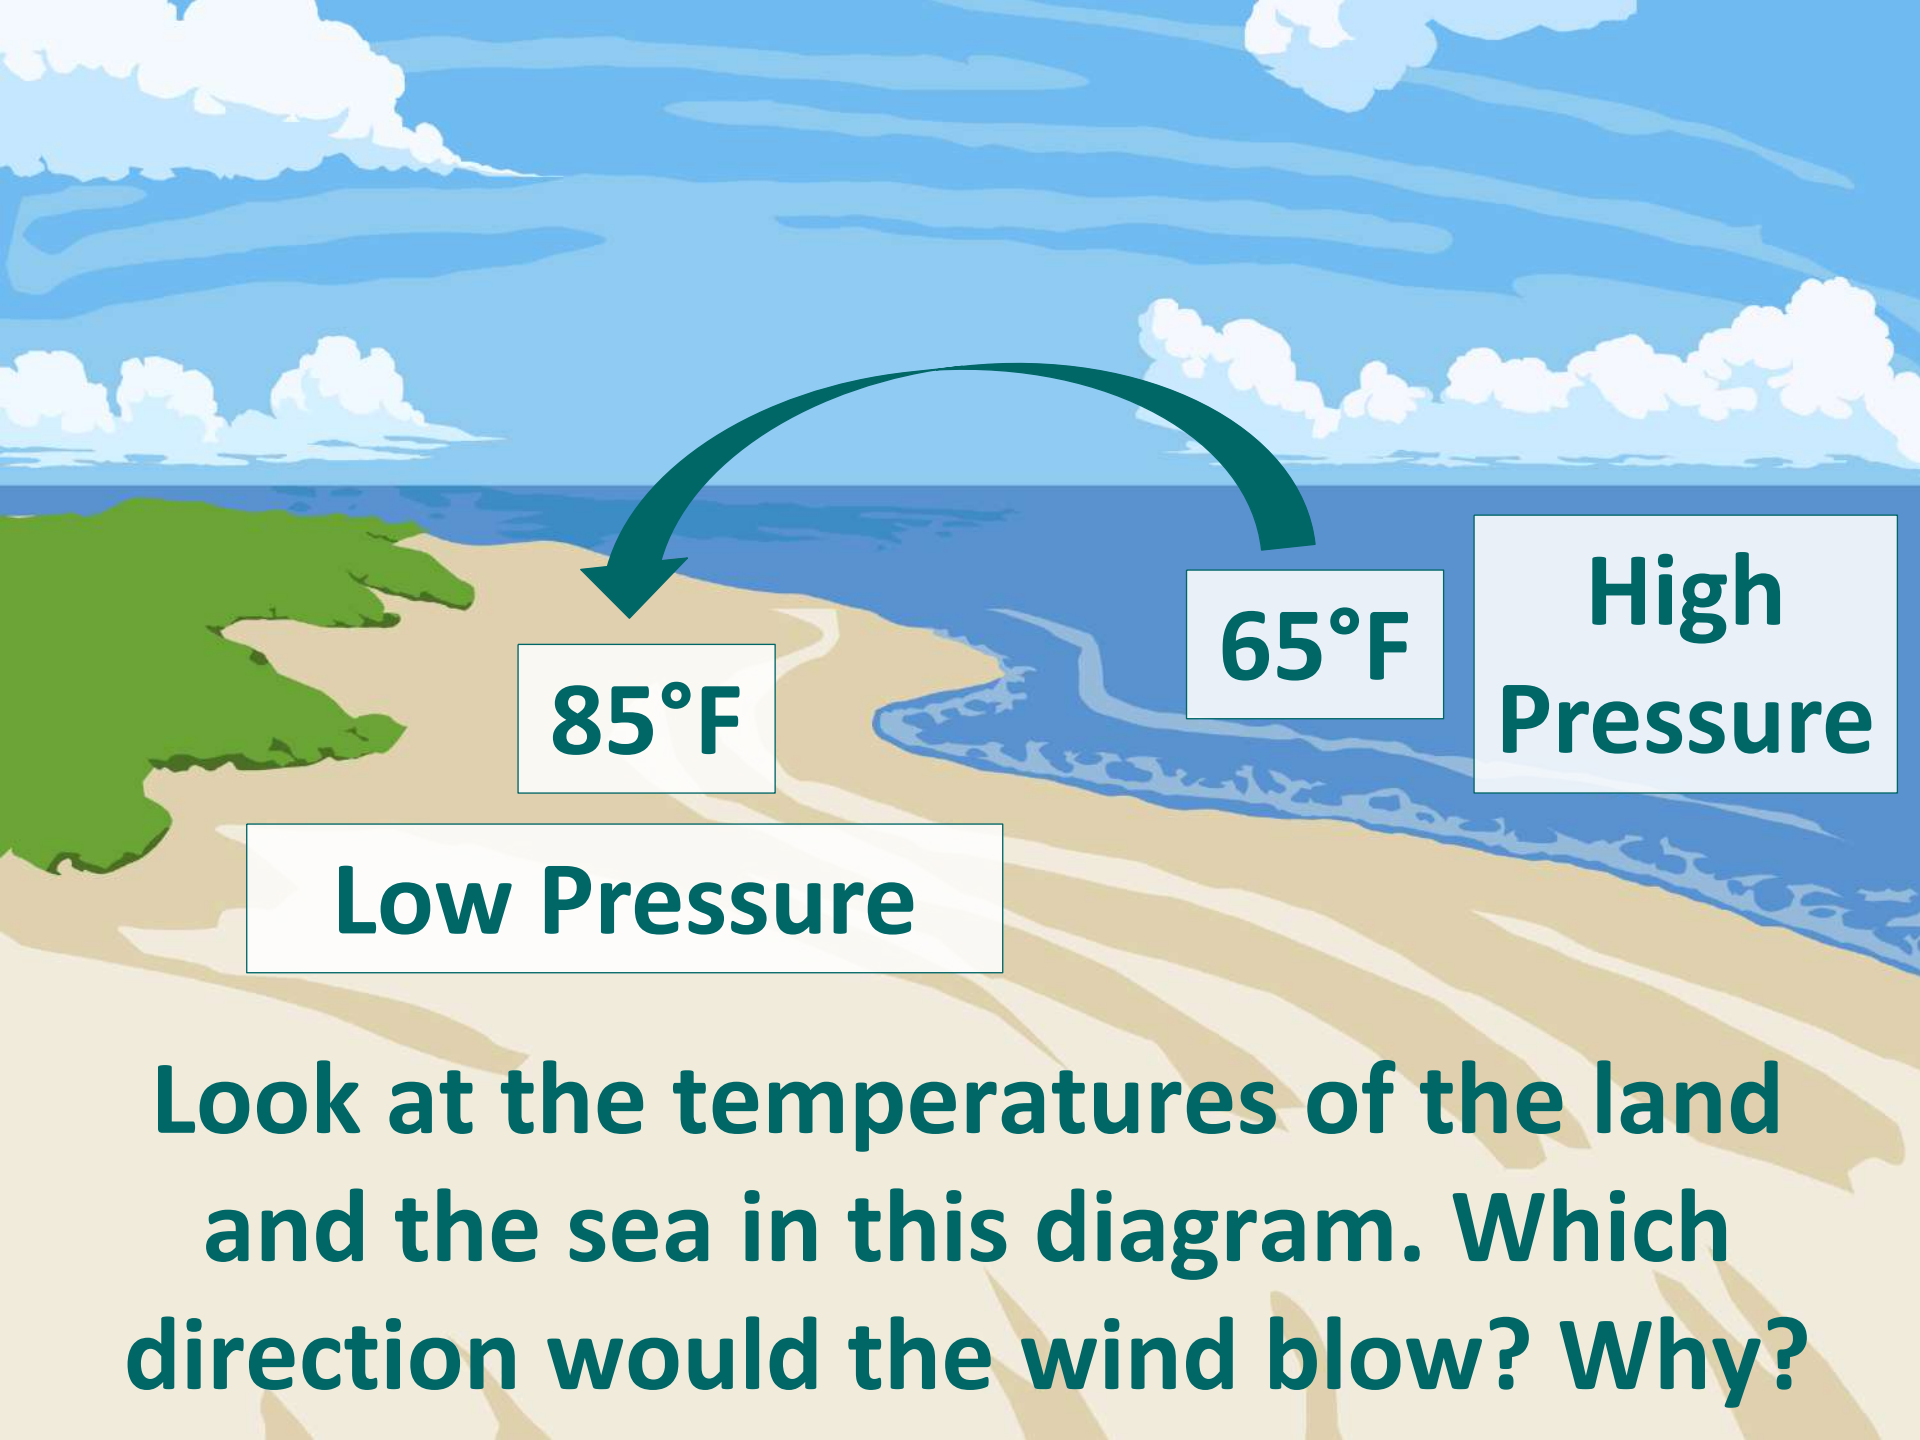 85°F
65°F
High
Pressure
Low Pressure
Look at the temperatures of the land
and the sea in this diagram. Which
direction would the wind blow? Why?